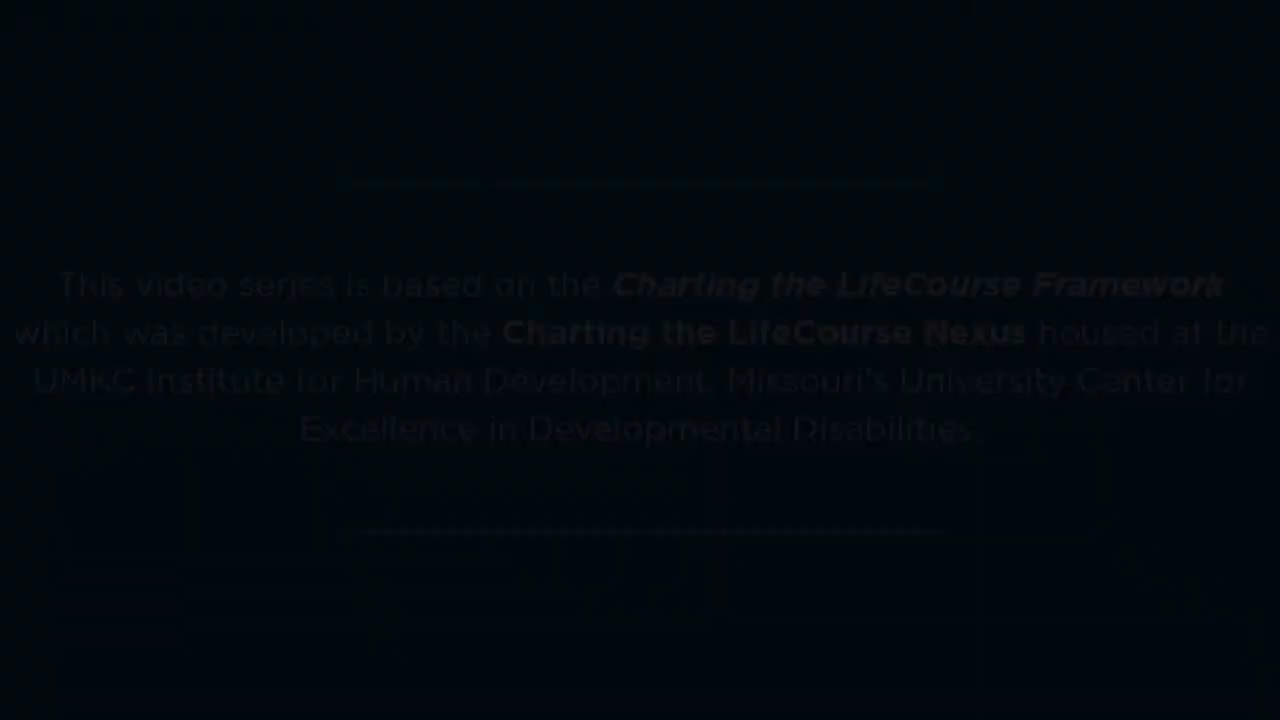 This video series is based on the Charting the LifeCourse Framework
which was developed by the Charting the LifeCourse Nexus housed at the
UMKC Institute for Human Development, Missouri's University Center for
Excellence in Developmental Disabilities.